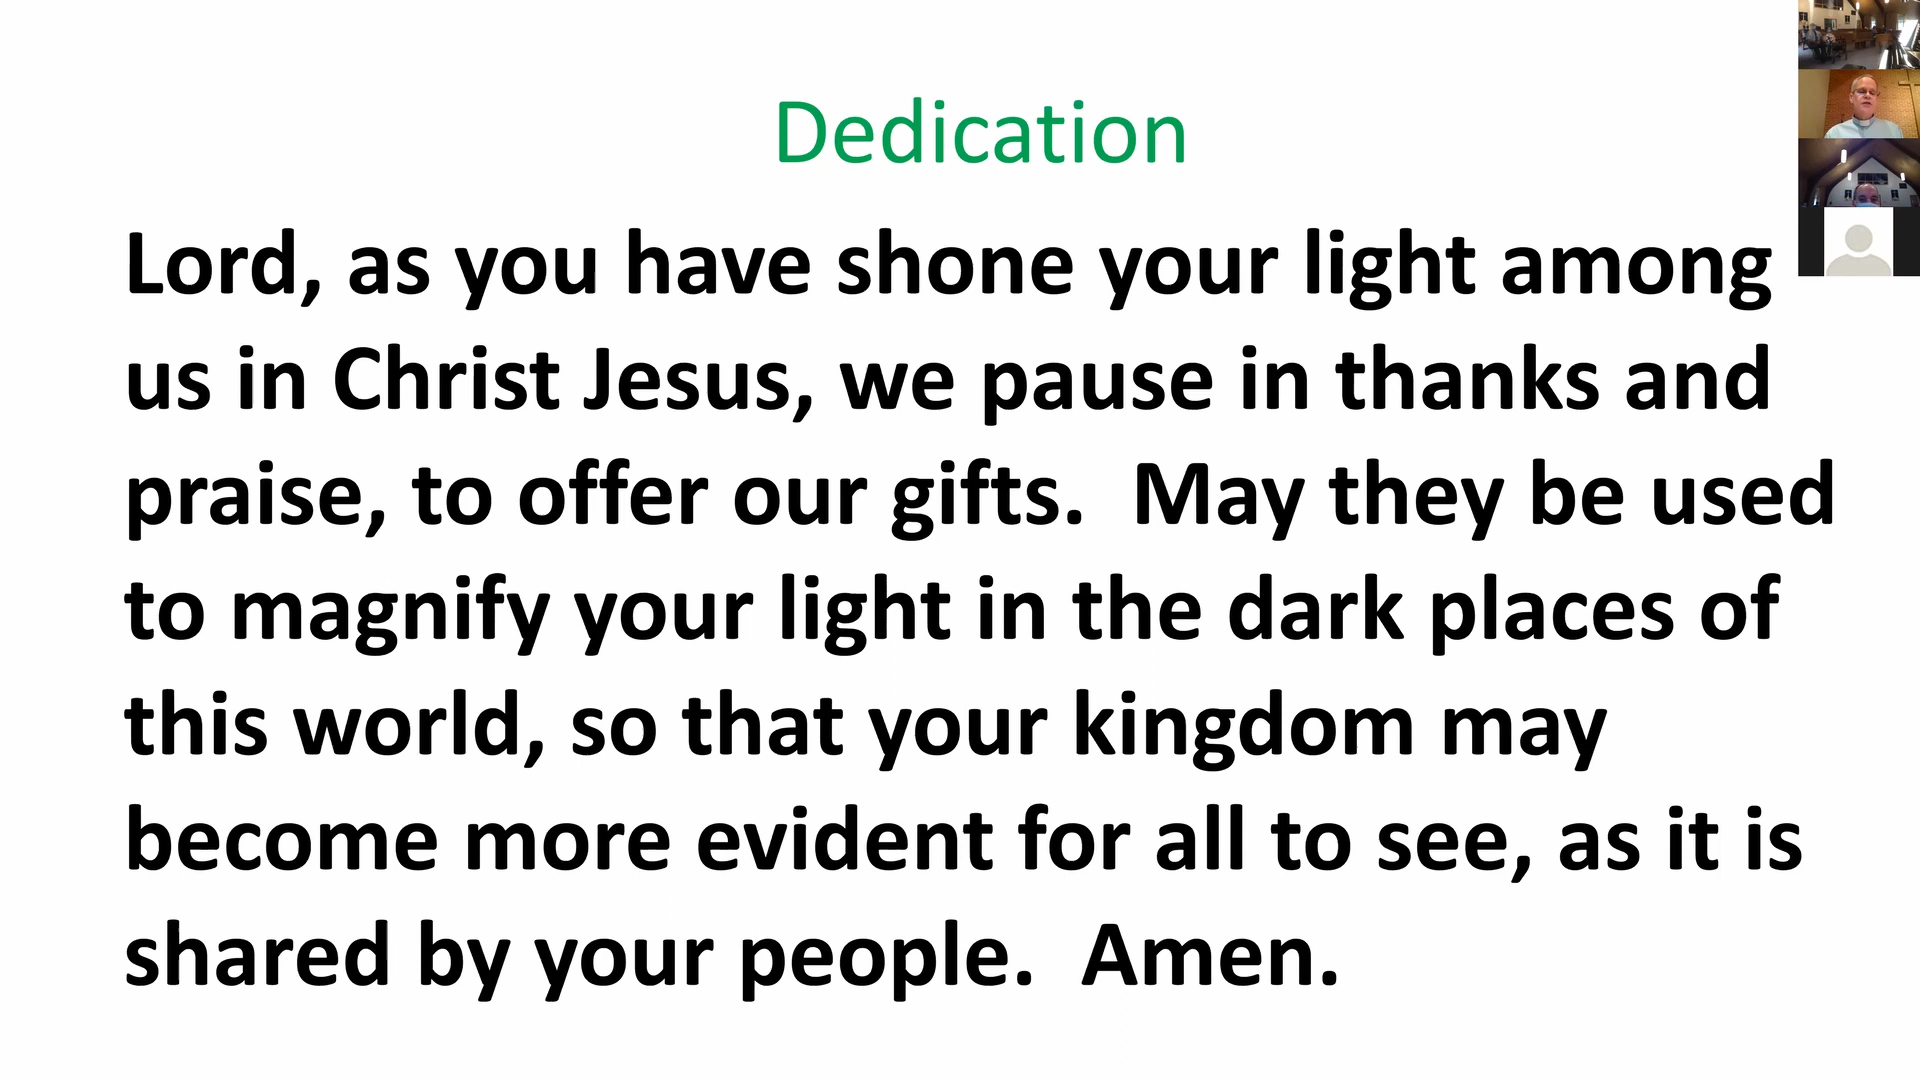 Dedication
Lord, as you have shone your light among
us in Christ Jesus, we pause in thanks and
praise, to offer our gifts.  May they be used
to magnify your light in the dark places of
this world, so that your kingdom may
become more evident for all to see, as it is
shared by your people.  Amen.